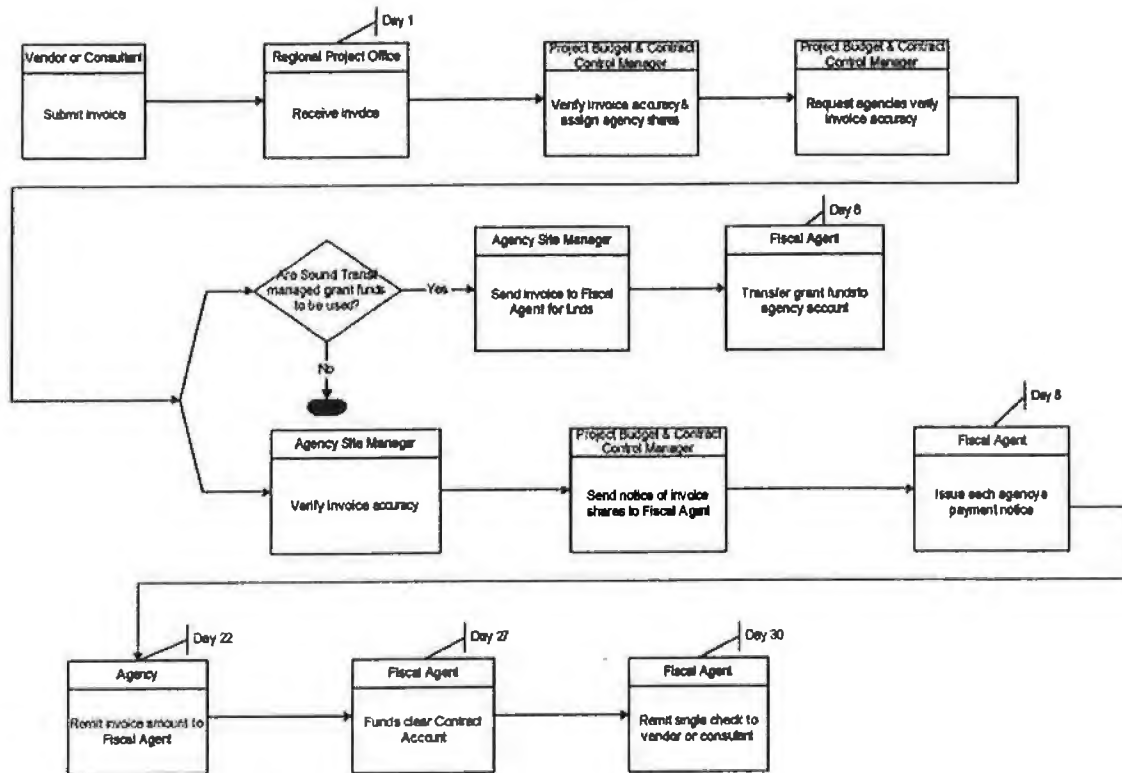 Day 1
Vendor or Consultant
Submit Invoice
Regional Project Office
Receive Invoice
Project Budget & Contract
Control Manager
Verify Invoice accuracy &
assign agency shares
Project Budget & Contract
Control Manager
Request agencies verify
invoice accuracy
Are Sound Transit
managed grant funds
to be used?
Yes
No
Agency Site Manager
Send invoice to Fiscal
Agent for funds
Day 6
Fiscal Agent
Transfer grant funds to
agency account
Agency Site Manager
Verify Invoice accuracy
Project Budget & Contract
Control Manager
Send notice of invoice
shares to Fiscal Agent
Day 8
Fiscal Agent
Issue each agency a
payment notice
Day 22
Agency
Remit invoice amount to
Fiscal Agent
Day 27
Fiscal Agent
Funds clear Contract
Account
Day 30
Fiscal Agent
Remit single check to
vendor or consultant